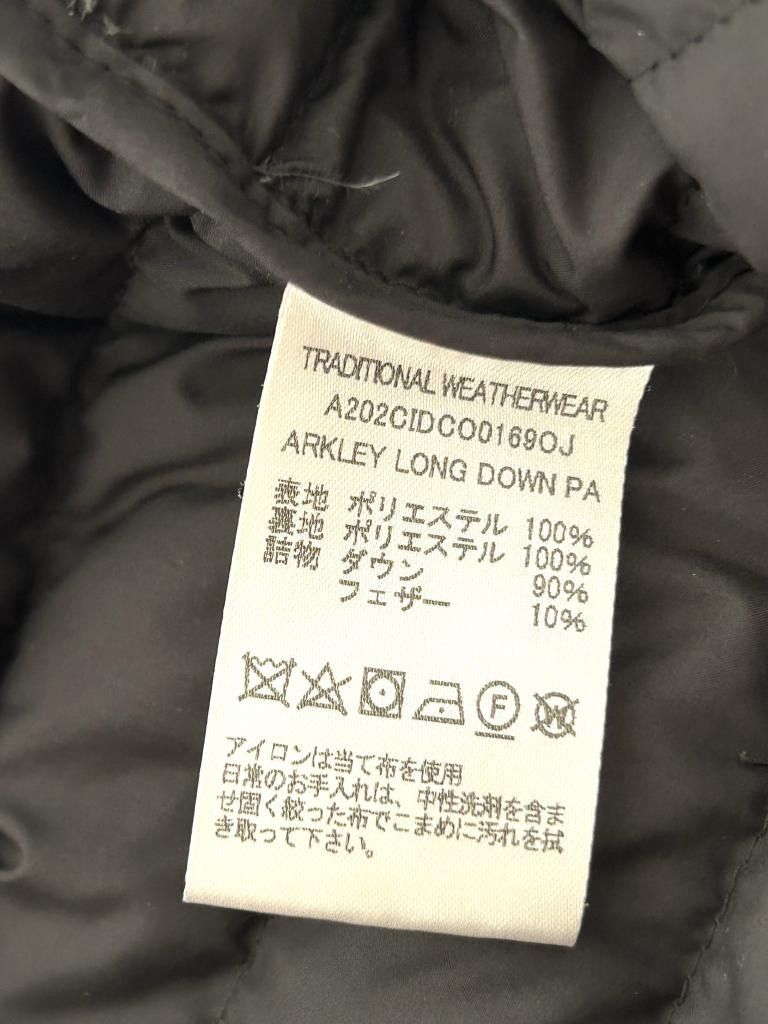 TRADITIONAL WEATHERWEAR
A202CIDCO0169OJ
ARKLEY LONG DOWN PA
表地 ポリエステル 100%
裏地 ポリエステル 100%
詰物 ダウン 90%
フェザー 10%
F W
アイロンは当て布を使用
日常のお手入れは、中性洗剤を含ま
せ固く絞った布でこまめに汚れを拭
き取って下さい。